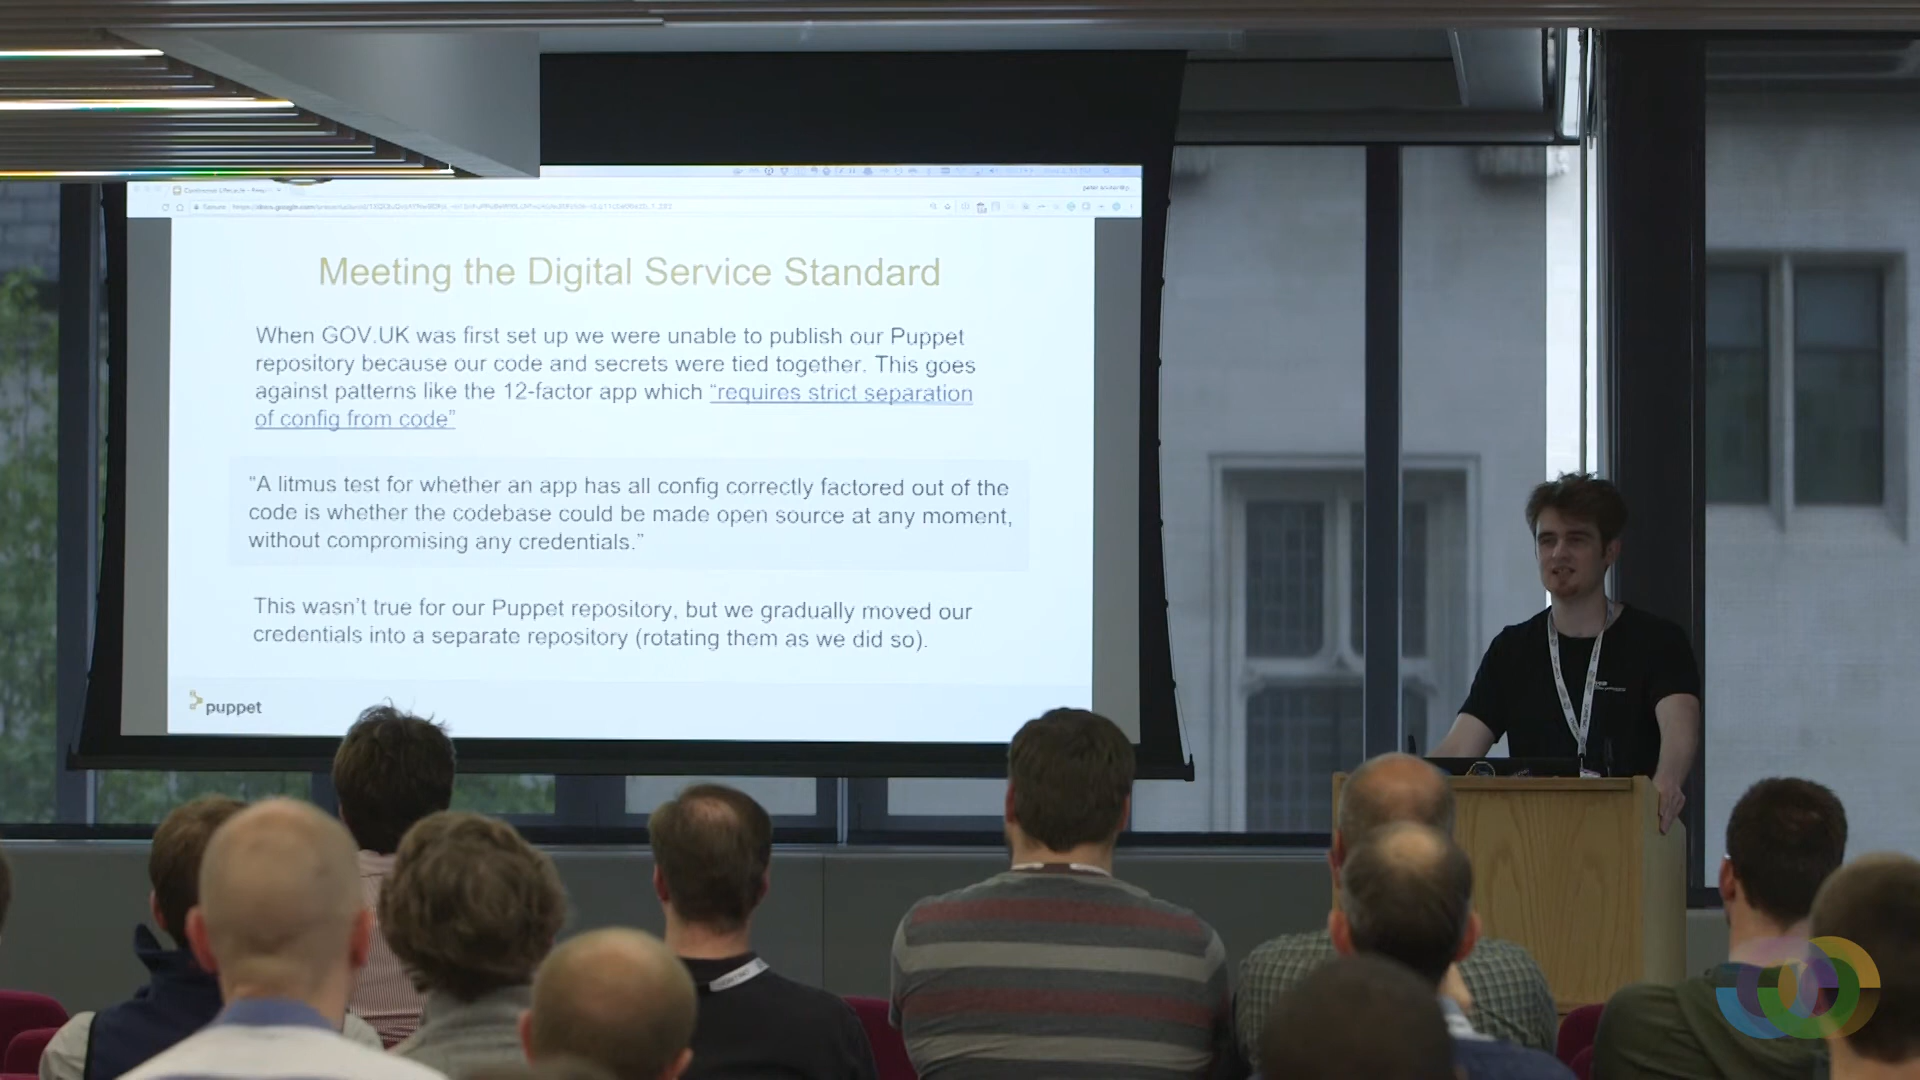 Meeting the Digital Service Standard
When GOV.UK was first set up we were unable to publish our Puppet
repository because our code and secrets were tied together. This goes
against patterns like the 12-factor app which “requires strict separation
of config from code”
“A litmus test for whether an app has all config correctly factored out of the
code is whether the codebase could be made open source at any moment,
without compromising any credentials.”
This wasn’t true for our Puppet repository, but we gradually moved our
credentials into a separate repository (rotating them as we did so).
puppet